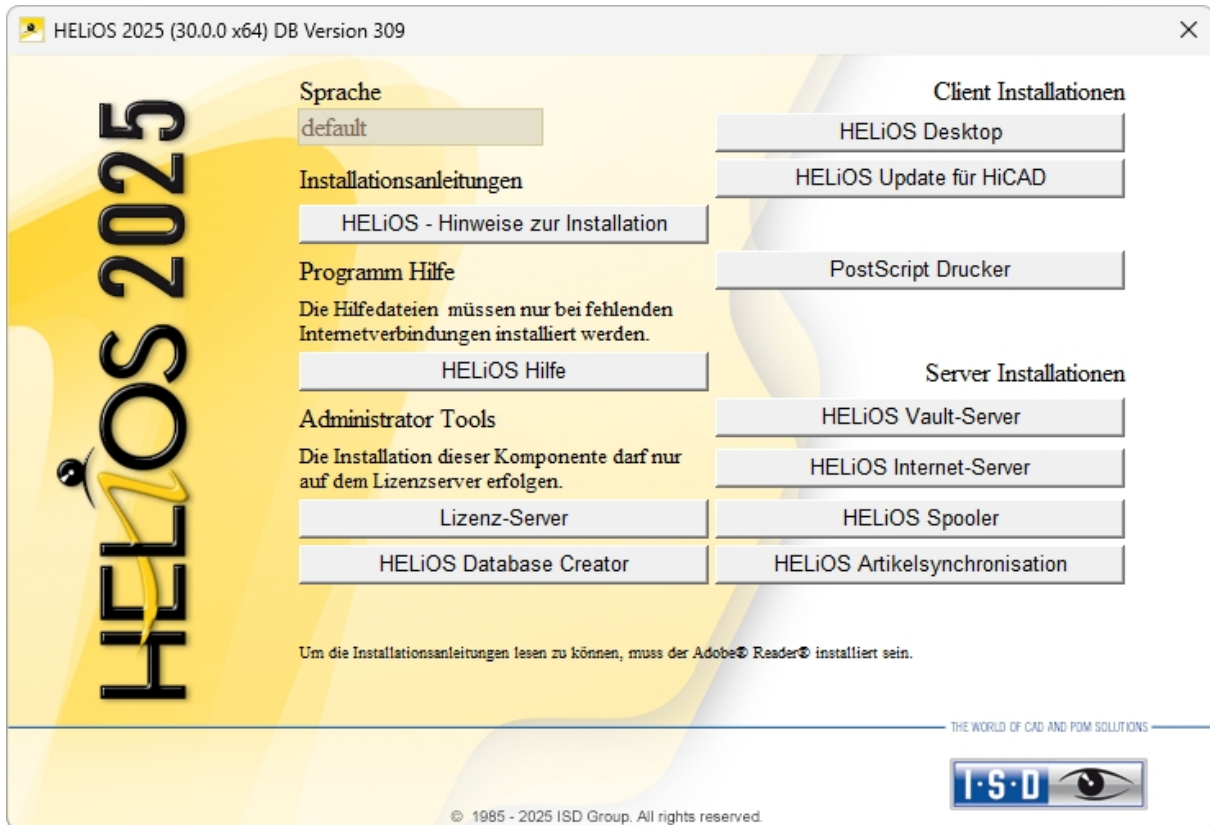 HELiOS 2025 (30.0.0 x64) DB Version 309
HELiOS 2025
Sprache
default
Installationsanleitungen
HELiOS - Hinweise zur Installation
Programm Hilfe
Die Hilfedateien  müssen nur bei fehlenden
Internetverbindungen installiert werden.
HELiOS Hilfe
Administrator Tools
Die Installation dieser Komponente darf nur
auf dem Lizenzserver erfolgen.
Lizenz-Server
HELiOS Database Creator
Client Installationen
HELiOS Desktop
HELiOS Update für HiCAD
PostScript Drucker
Server Installationen
HELiOS Vault-Server
HELiOS Internet-Server
HELiOS Spooler
HELiOS Artikelsynchronisation
Um die Installationsanleitungen lesen zu können, muss der Adobe® Reader® installiert sein.
THE WORLD OF CAD AND PDM SOLUTIONS
I·S·D
© 1985 - 2025 ISD Group. All rights reserved.